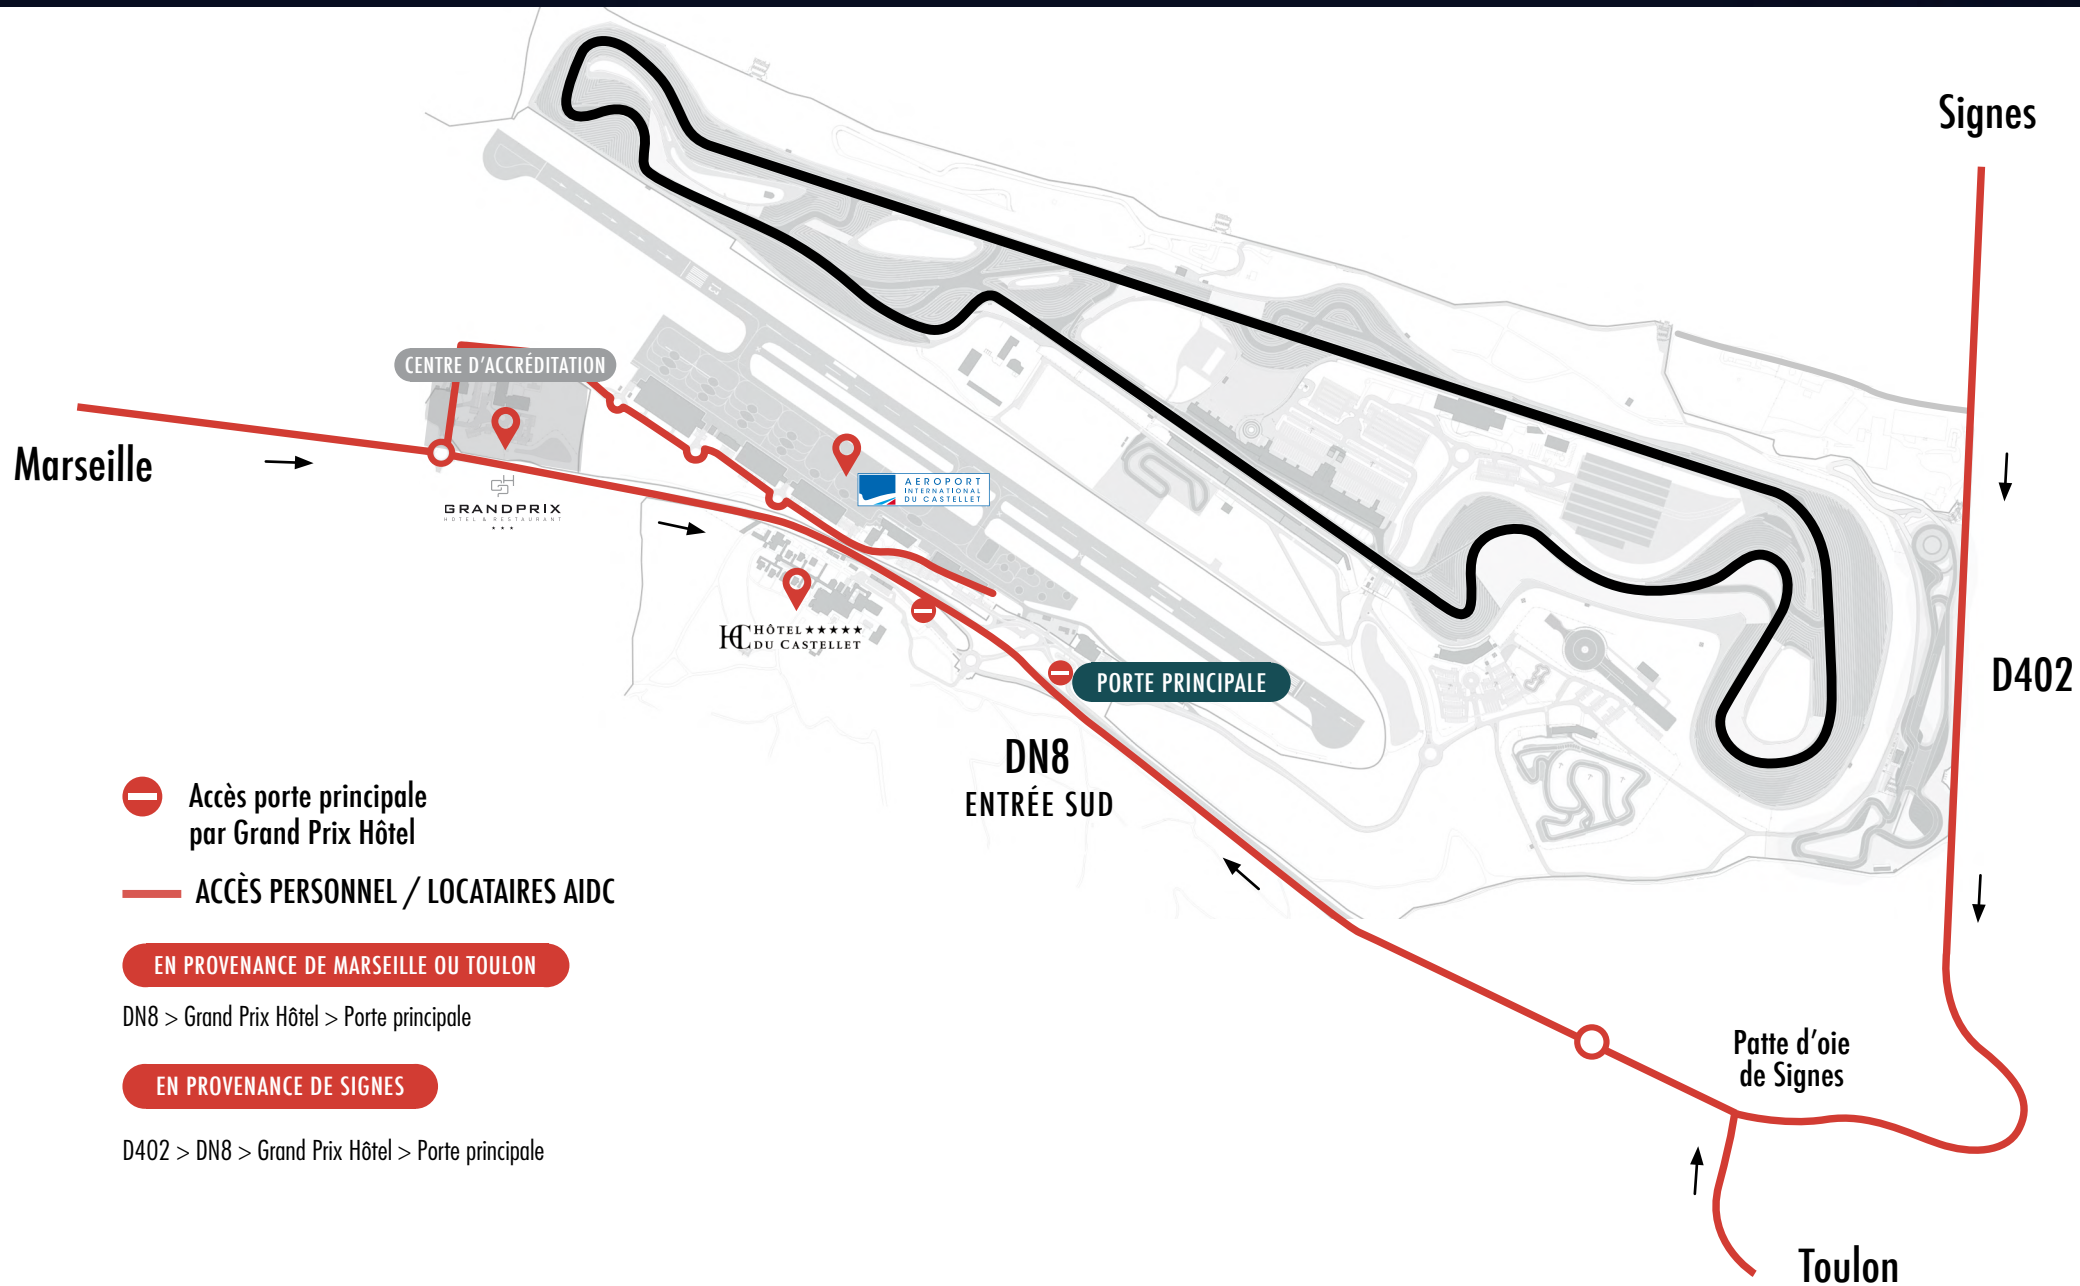 Signes
CENTRE D'ACCRÉDITATION
Marseille
GRANDPRIX
HOTEL & RESTAURANT
AEROPORT
INTERNATIONAL
DU CASTELLET
HC HÔTEL ★★★★★
DU CASTELLET
PORTE PRINCIPALE
D402
DN8
ENTRÉE SUD
Accès porte principale
par Grand Prix Hôtel
ACCÈS PERSONNEL / LOCATAIRES AIDC
EN PROVENANCE DE MARSEILLE OU TOULON
DN8 > Grand Prix Hôtel > Porte principale
EN PROVENANCE DE SIGNES
D402 > DN8 > Grand Prix Hôtel > Porte principale
Patte d'oie
de Signes
Toulon